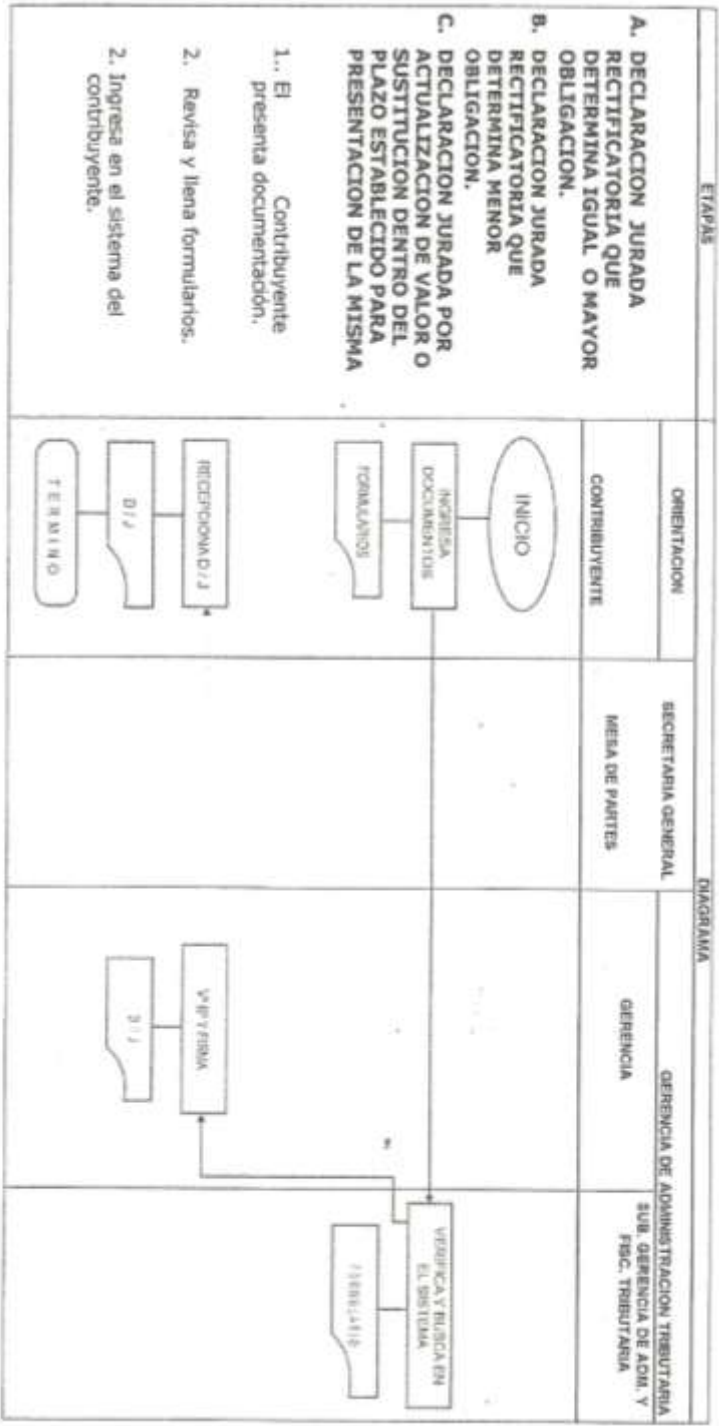 ETAPAS
DIAGRAMA
ORIENTACION
SECRETARIA GENERAL
GERENCIA DE ADMINISTRACION TRIBUTARIA
CONTRIBUYENTE
MESA DE PARTES
GERENCIA
SUB. GERENCIA DE ADM. Y
FISC. TRIBUTARIA
A. DECLARACION JURADA
RECTIFICATORIA QUE
DETERMINA IGUAL O MAYOR
OBLIGACION.
B. DECLARACION JURADA
RECTIFICATORIA QUE
DETERMINA MENOR
OBLIGACION.
C. DECLARACION JURADA POR
ACTUALIZACION DE VALOR O
SUSTITUCION DENTRO DEL
PLAZO ESTABLECIDO PARA
PRESENTACION DE LA MISMA
1.. El Contribuyente
presenta documentación.
2. Revisa y llena formularios.
2. Ingresa en el sistema del
contribuyente.
INICIO
INGRESA
DOCUMENTOS
FORMULARIOS
RECEPCIONA D / J
D / J
TERMINO
Vº Bº Y FIRMA
D / J
VERIFICA Y BUSCA EN
EL SISTEMA
FORMULARIO